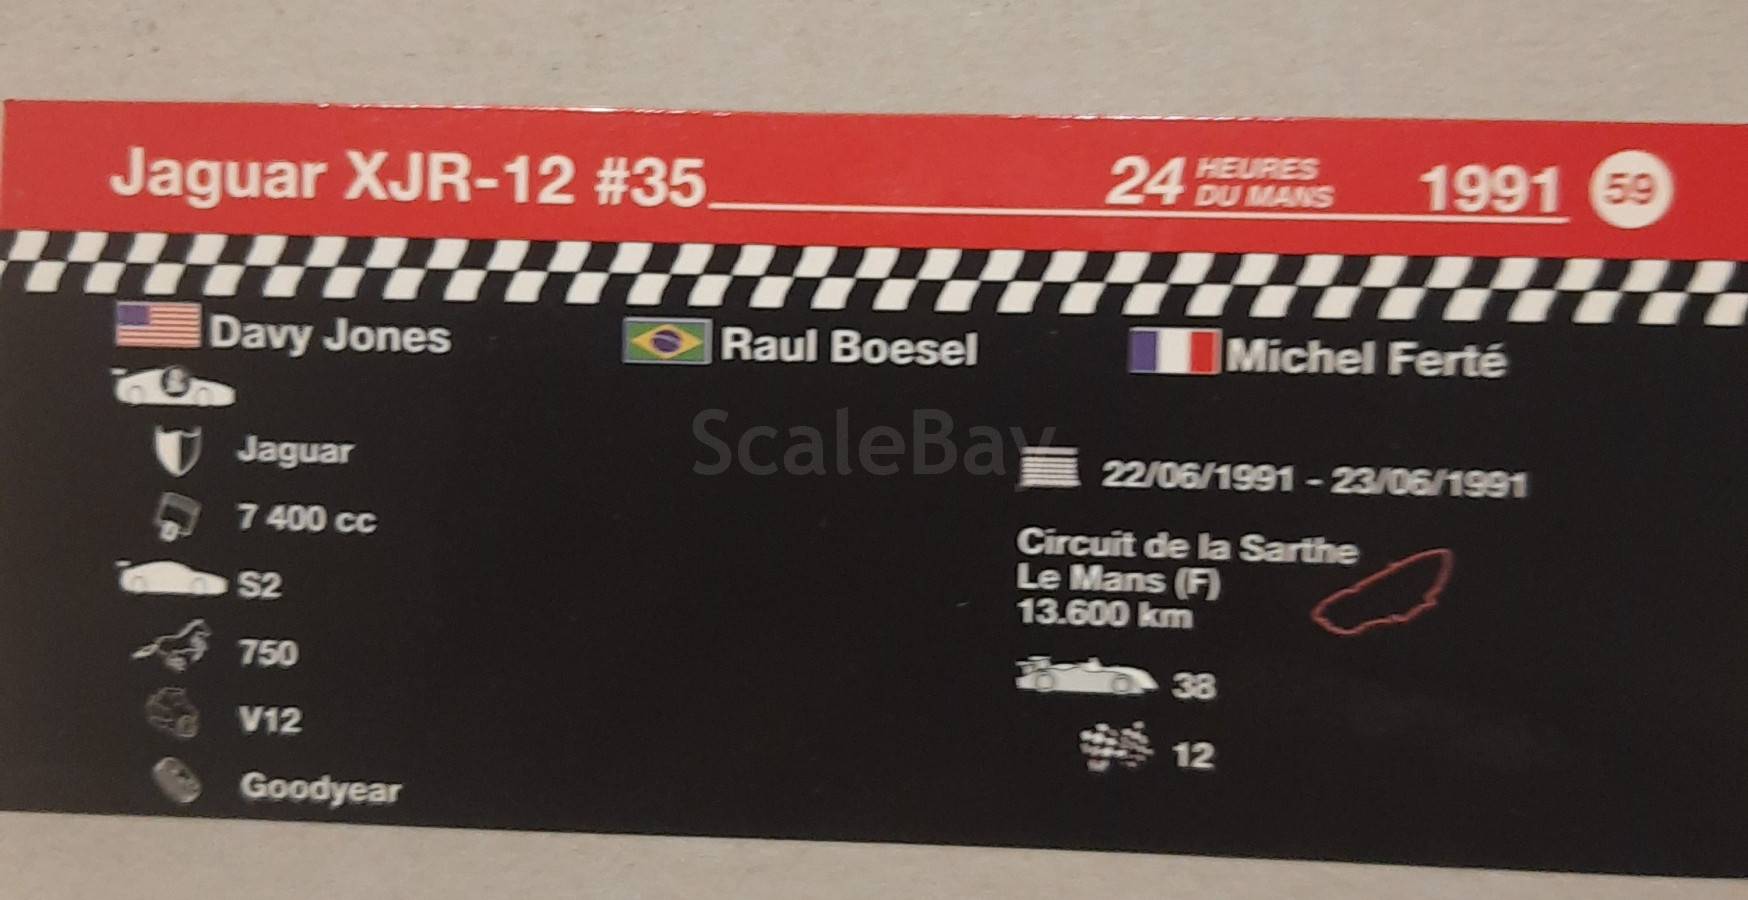 Jaguar XJR-12 #35
24 HEURES DU MANS 1991 59
Davy Jones
Raul Boesel
Michel Ferté
Jaguar
7 400 cc
S2
750
V12
Goodyear
ScaleBay
22/06/1991 - 23/06/1991
Circuit de la Sarthe
Le Mans (F)
13.600 km
38
12